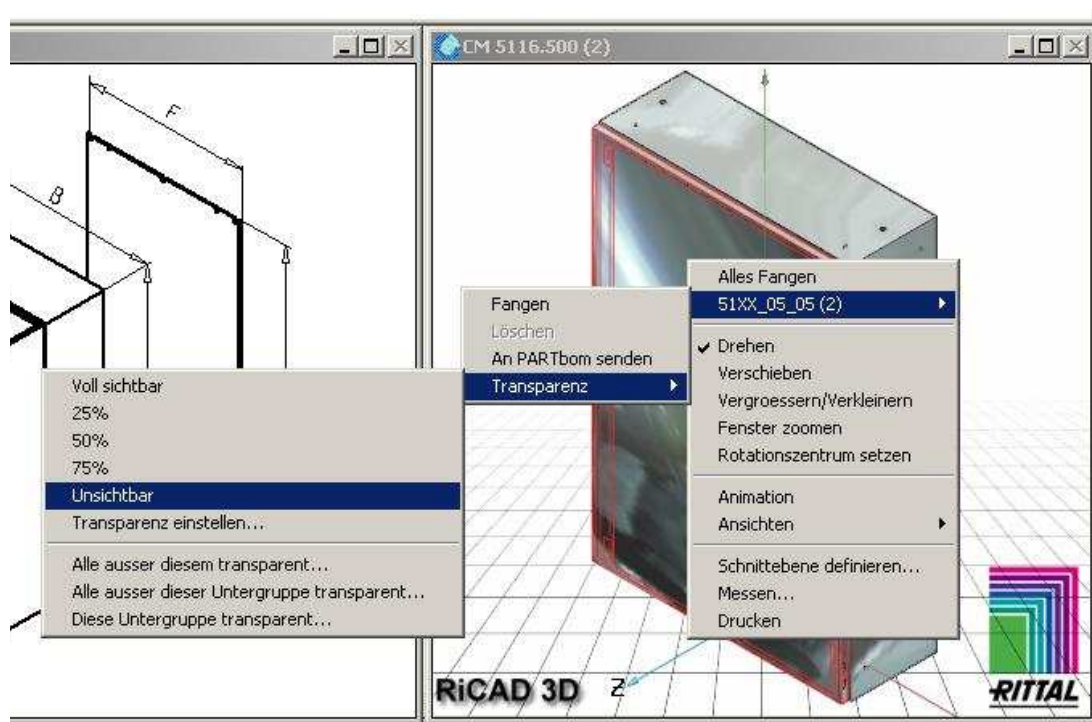 CM 5116.500 (2)
F
B
Alles Fangen
51XX_05_05 (2)
Drehen
Verschieben
Vergroessern/Verkleinern
Fenster zoomen
Rotationszentrum setzen
Animation
Ansichten
Schnittebene definieren...
Messen...
Drucken
Fangen
Löschen
An PARTbom senden
Transparenz
Voll sichtbar
25%
50%
75%
Unsichtbar
Transparenz einstellen...
Alle ausser diesem transparent...
Alle ausser dieser Untergruppe transparent...
Diese Untergruppe transparent...
RiCAD 3D
Z
RITTAL